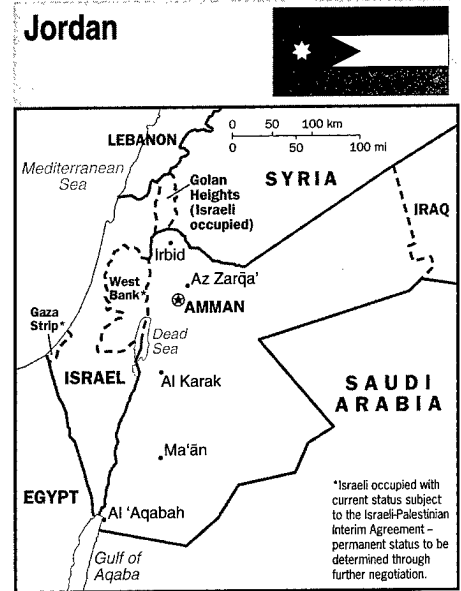 Jordan
0 50 100 km
0 50 100 mi
LEBANON
Mediterranean
Sea
Golan
Heights
(Israeli
occupied)
SYRIA
IRAQ
Irbid
Az Zarqā'
West
Bank*
AMMAN
Gaza
Strip*
Dead
Sea
ISRAEL
Al Karak
SAUDI
ARABIA
Ma'ān
EGYPT
Al 'Aqabah
Gulf of
Aqaba
*Israeli occupied with
current status subject
to the Israeli-Palestinian
Interim Agreement –
permanent status to be
determined through
further negotiation.